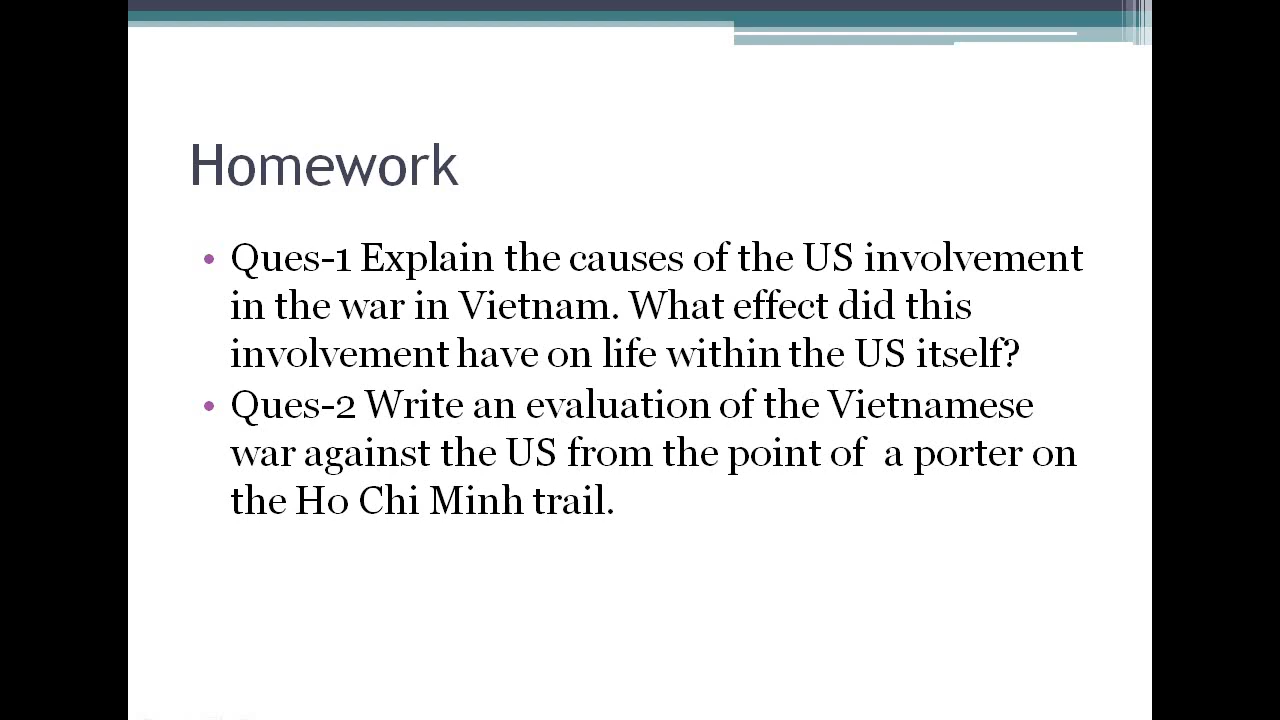 Homework
• Ques-1 Explain the causes of the US involvement
in the war in Vietnam. What effect did this
involvement have on life within the US itself?
• Ques-2 Write an evaluation of the Vietnamese
war against the US from the point of  a porter on
the Ho Chi Minh trail.